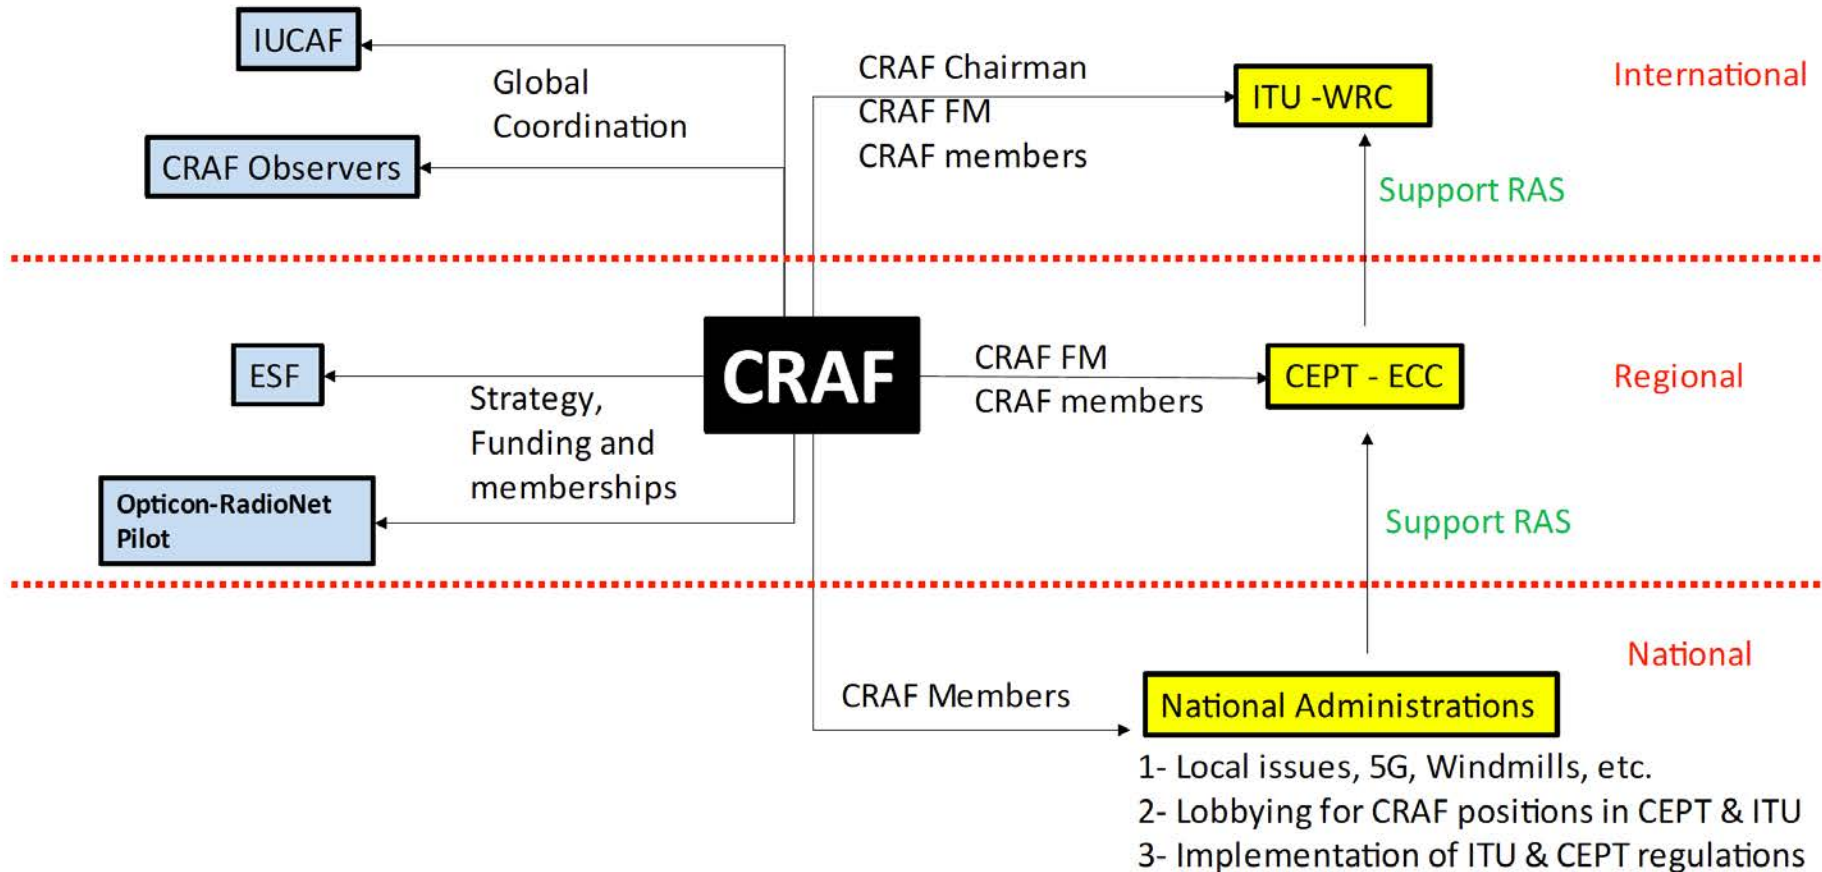 IUCAF
Global
Coordination
CRAF Observers
CRAF Chairman
CRAF FM
CRAF members
ITU -WRC
International
Support RAS
ESF
Strategy,
Funding and
memberships
Opticon-RadioNet
Pilot
CRAF
CRAF FM
CRAF members
CEPT - ECC
Regional
Support RAS
National
CRAF Members
National Administrations
1- Local issues, 5G, Windmills, etc.
2- Lobbying for CRAF positions in CEPT & ITU
3- Implementation of ITU & CEPT regulations